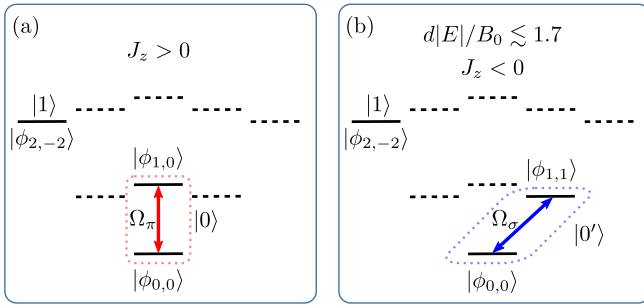 (a)
J_z > 0
|1⟩
|ϕ_{2,-2}⟩
|ϕ_{1,0}⟩
Ω_π
|0⟩
|ϕ_{0,0}⟩
(b)
d|E|/B_0 ≲ 1.7
J_z < 0
|1⟩
|ϕ_{2,-2}⟩
|ϕ_{1,1}⟩
Ω_σ
|0'⟩
|ϕ_{0,0}⟩